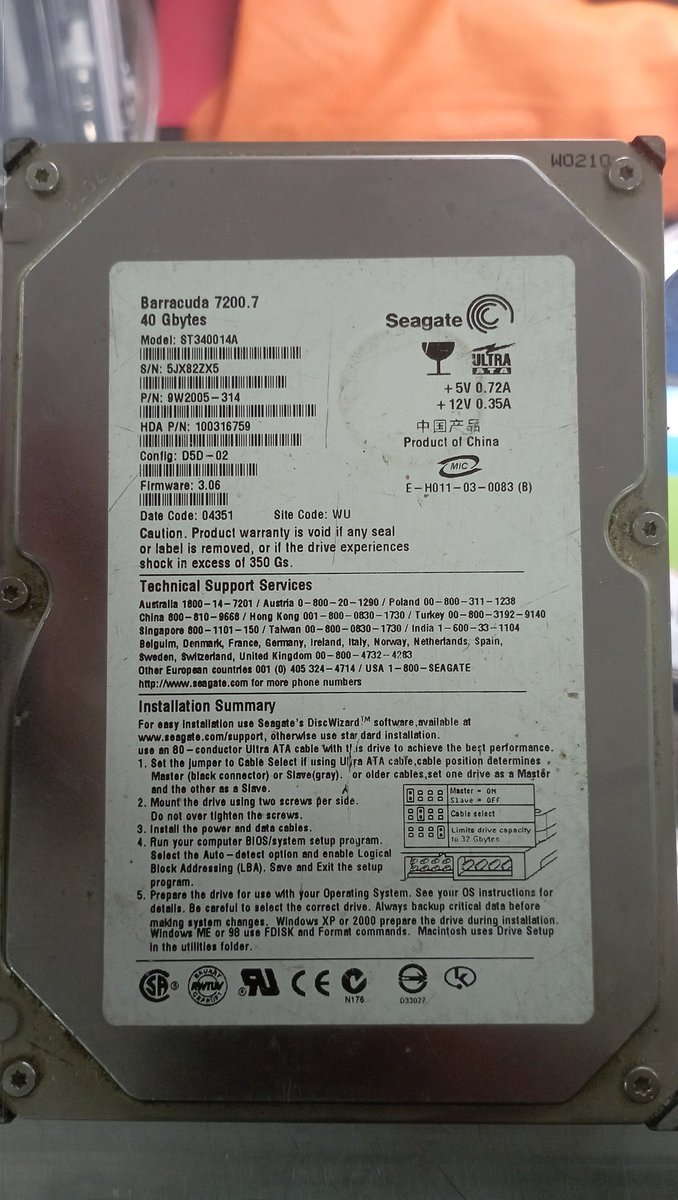 W0210
Barracuda 7200.7
40 Gbytes
Seagate
Model: ST340014A
ULTRA
ATA
S/N: 5JX82ZX5
+5V 0.72A
P/N: 9W2005-314
+12V 0.35A
HDA P/N: 100316759
中国产品
Product of China
Config: D5D-02
MIC
Firmware: 3.06
E-H011-03-0083 (B)
Date Code: 04351 Site Code: WU
Caution. Product warranty is void if any seal
or label is removed, or if the drive experiences
shock in excess of 350 Gs.
Technical Support Services
Australia 1800-14-7201 / Austria 0-800-20-1290 / Poland 00-800-311-1238
China 800-810-9668 / Hong Kong 001-800-0830-1730 / Turkey 00-800-3192-9140
Singapore 800-1101-150 / Taiwan 00-800-0830-1730 / India 1-600-33-1104
Belguim, Denmark, France, Germany, Ireland, Italy, Norway, Netherlands, Spain,
Sweden, Switzerland, United Kingdom 00-800-4732-4283
Other European countries 001 (0) 405 324-4714 / USA 1-800-SEAGATE
http://www.seagate.com for more phone numbers
Installation Summary
For easy Installation use Seagate's DiscWizard™ software,available at
www.seagate.com/support, otherwise use standard installation.
use an 80-conductor Ultra ATA cable With this drive to achieve the best performance.
1. Set the jumper to Cable Select if using Ultra ATA cable,cable position determines
Master (black connector) or Slave(gray). or older cables,set one drive as a Master
and the other as a Slave.
Master = ON
Slave = OFF
Cable select
Limits drive capacity
to 32 Gbytes
2. Mount the drive using two screws per side.
Do not over tighten the screws.
3. Install the power and data cables.
4. Run your computer BIOS/system setup program.
Select the Auto-detect option and enable Logical
Block Addressing (LBA). Save and Exit the setup
program.
5. Prepare the drive for use with your Operating System. See your OS instructions for
details. Be careful to select the correct drive. Always backup critical data before
making system changes. Windows XP or 2000 prepare the drive during installation.
Windows ME or 98 use FDISK and Format commands. Macintosh uses Drive Setup
in the utilities folder.
RWTUV
CE
N176
D33027